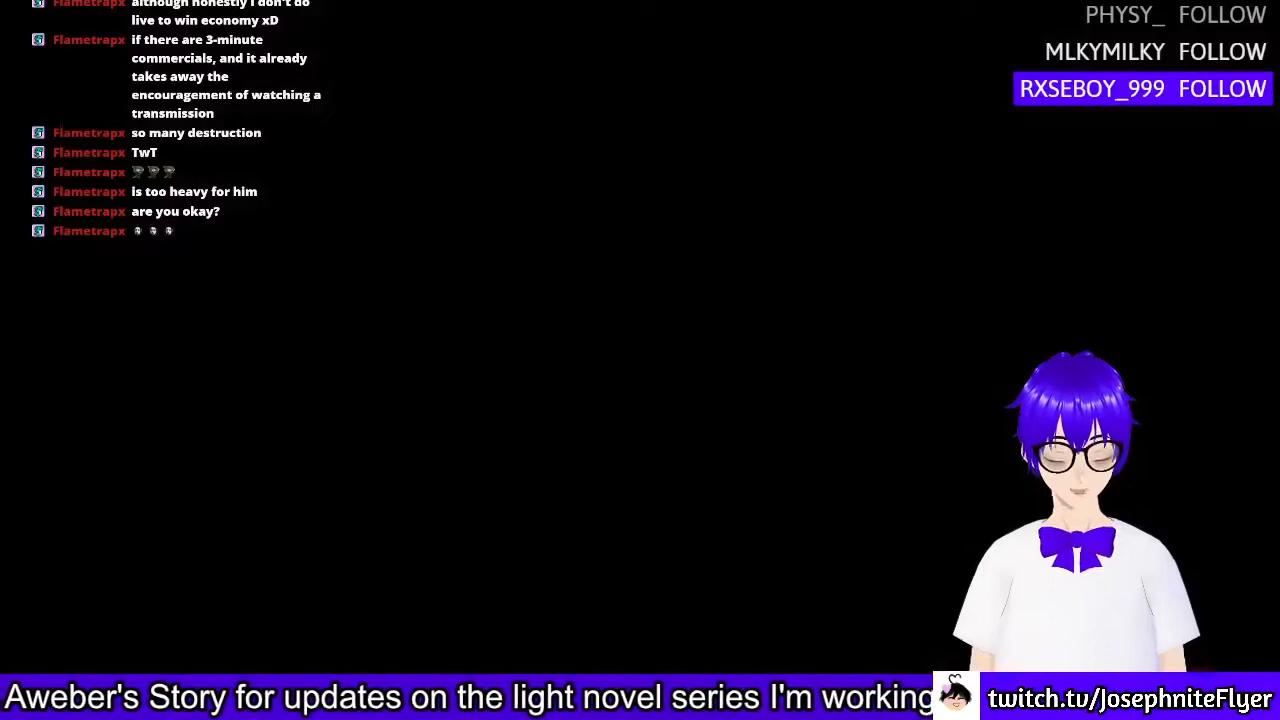 Flametrapx although honestly I don't do
live to win economy xD
Flametrapx if there are 3-minute
commercials, and it already
takes away the
encouragement of watching a
transmission
Flametrapx so many destruction
Flametrapx TwT
Flametrapx
Flametrapx is too heavy for him
Flametrapx are you okay?
Flametrapx
PHYSY_ FOLLOW
MLKYMILKY FOLLOW
RXSEBOY_999 FOLLOW
Aweber's Story for updates on the light novel series I'm working
twitch.tv/JosephniteFlyer